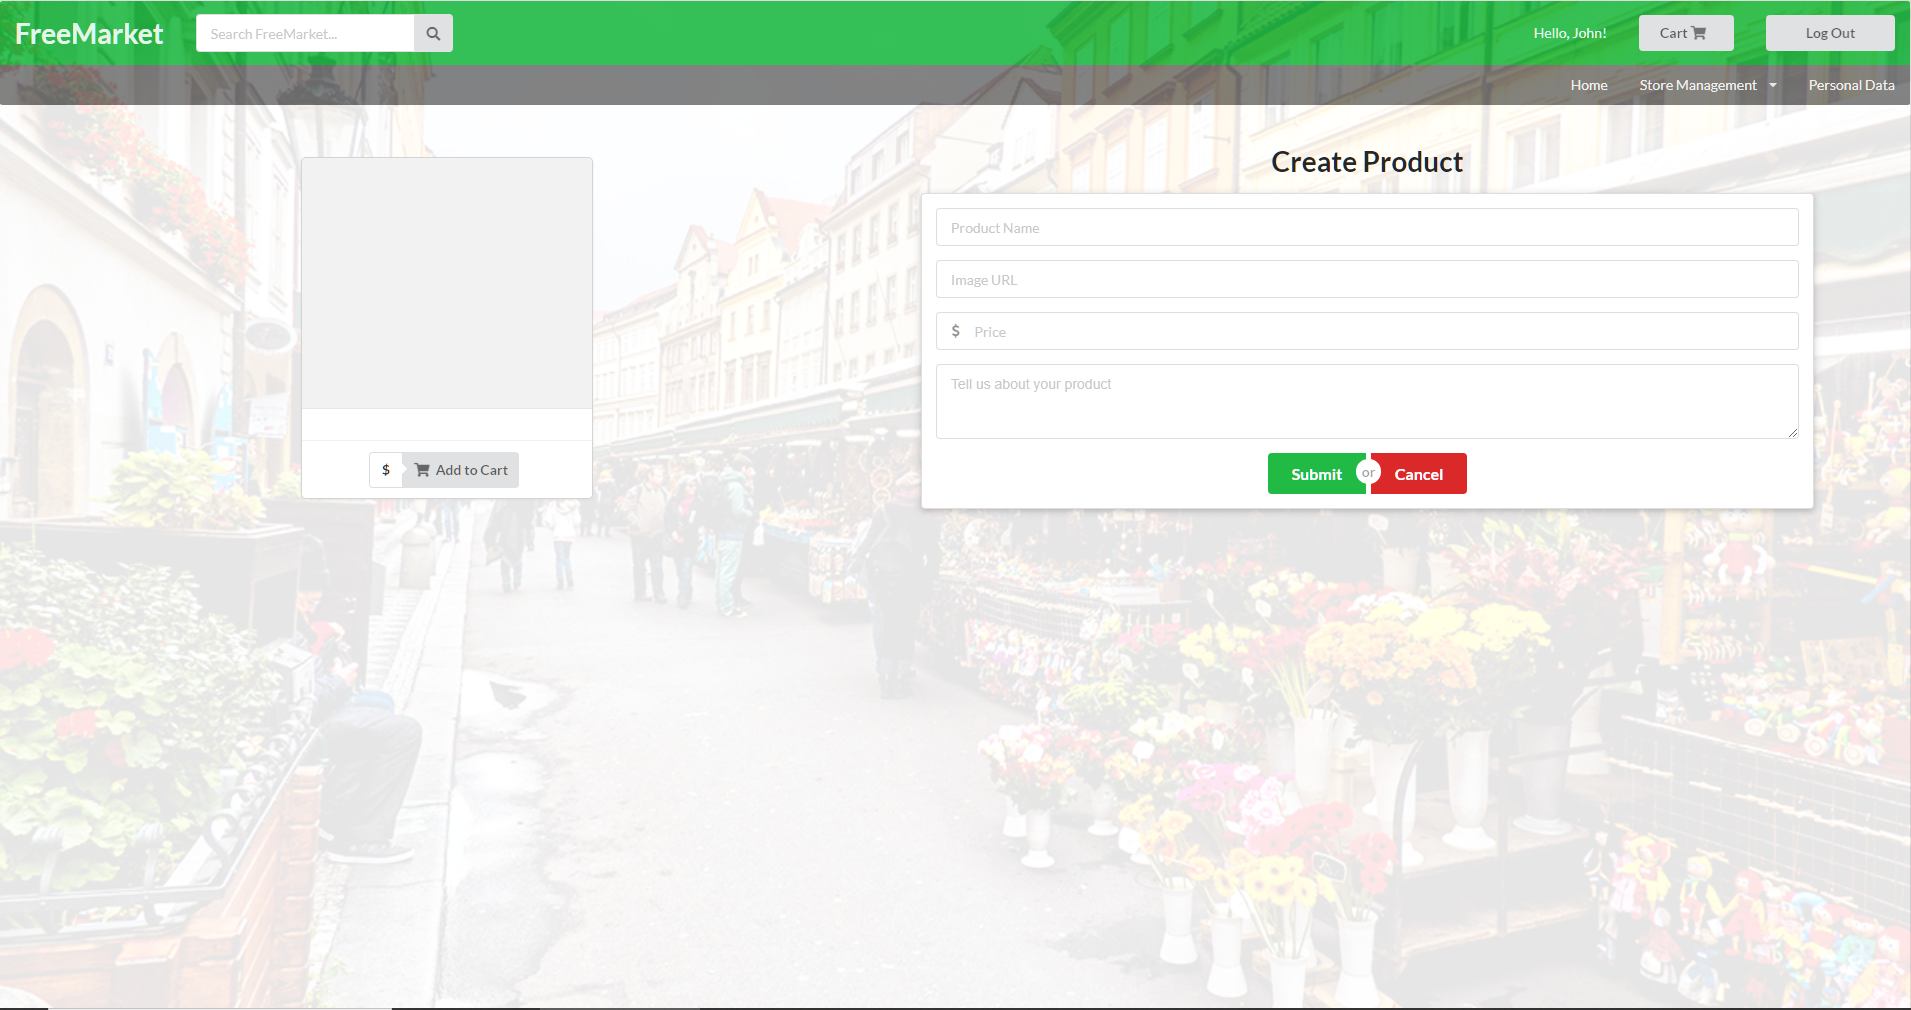 FreeMarket
Search FreeMarket...
Hello, John!
Cart
Log Out
Home
Store Management
Personal Data
$
Add to Cart
Create Product
Product Name
Image URL
$ Price
Tell us about your product
Submit
or
Cancel